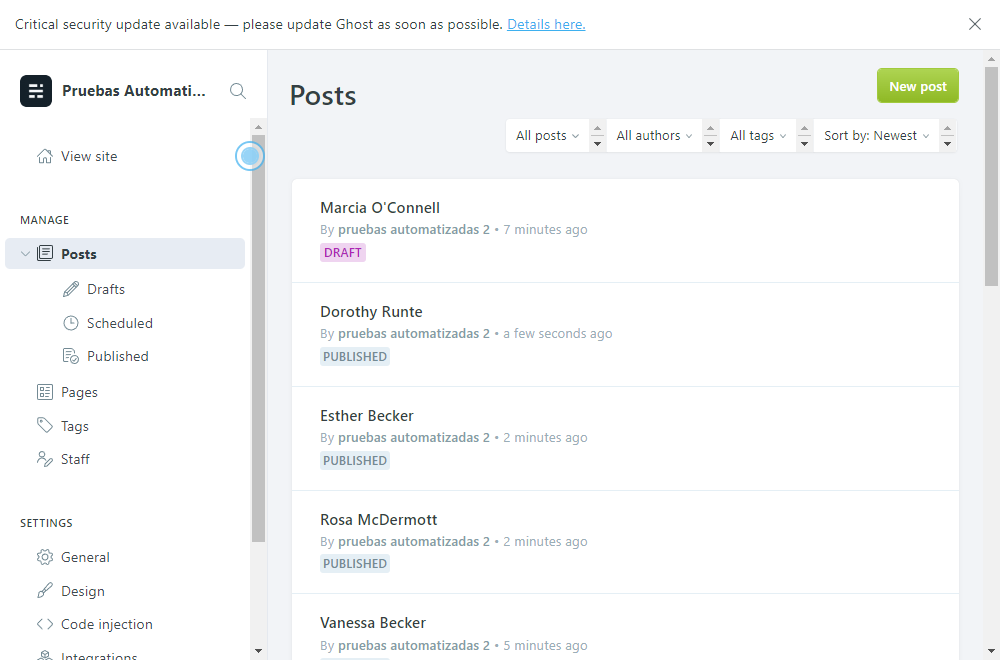 Critical security update available — please update Ghost as soon as possible. Details here.
Pruebas Automati...
View site
MANAGE
Posts
Drafts
Scheduled
Published
Pages
Tags
Staff
SETTINGS
General
Design
Code injection
Integrations
Posts
New post
All posts
All authors
All tags
Sort by: Newest
Marcia O'Connell
By pruebas automatizadas 2 • 7 minutes ago
DRAFT
Dorothy Runte
By pruebas automatizadas 2 • a few seconds ago
PUBLISHED
Esther Becker
By pruebas automatizadas 2 • 2 minutes ago
PUBLISHED
Rosa McDermott
By pruebas automatizadas 2 • 2 minutes ago
PUBLISHED
Vanessa Becker
By pruebas automatizadas 2 • 5 minutes ago